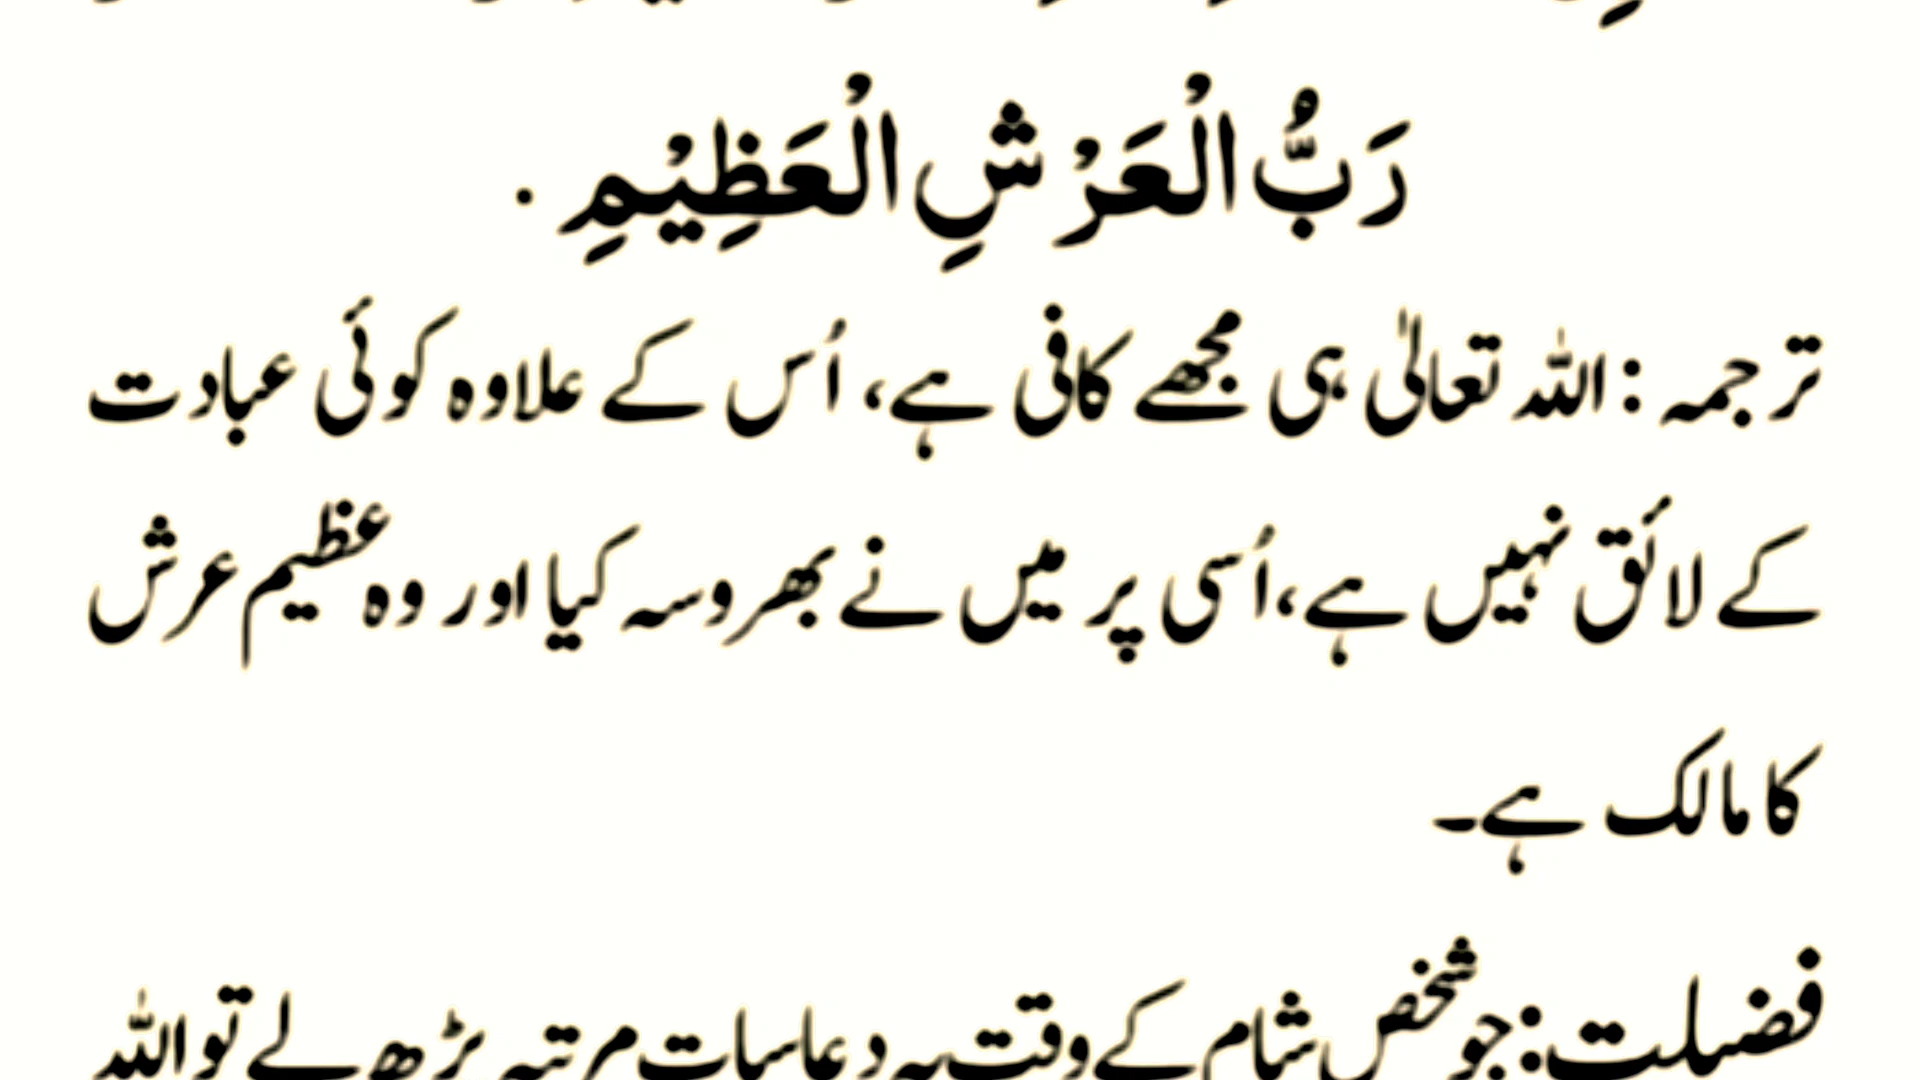 رَبُّ الْعَرْشِ الْعَظِيْمِ .
ترجمہ : اللہ تعالیٰ ہی مجھے کافی ہے، اُس کے علاوہ کوئی عبادت
کے لائق نہیں ہے،اُسی پر میں نے بھروسہ کیا اور وہ عظیم عرش
کا مالک ہے۔
فضیلت: جو شخص شام کے وقت یہ دعا سات مرتبہ پڑھ لے تو اللہ